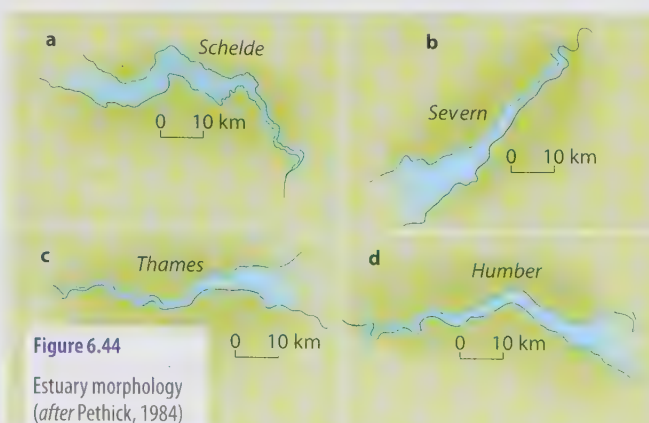 a
Schelde
0 10 km
b
Severn
0 10 km
c
Thames
0 10 km
d
Humber
0 10 km
Figure 6.44
Estuary morphology
(after Pethick, 1984)